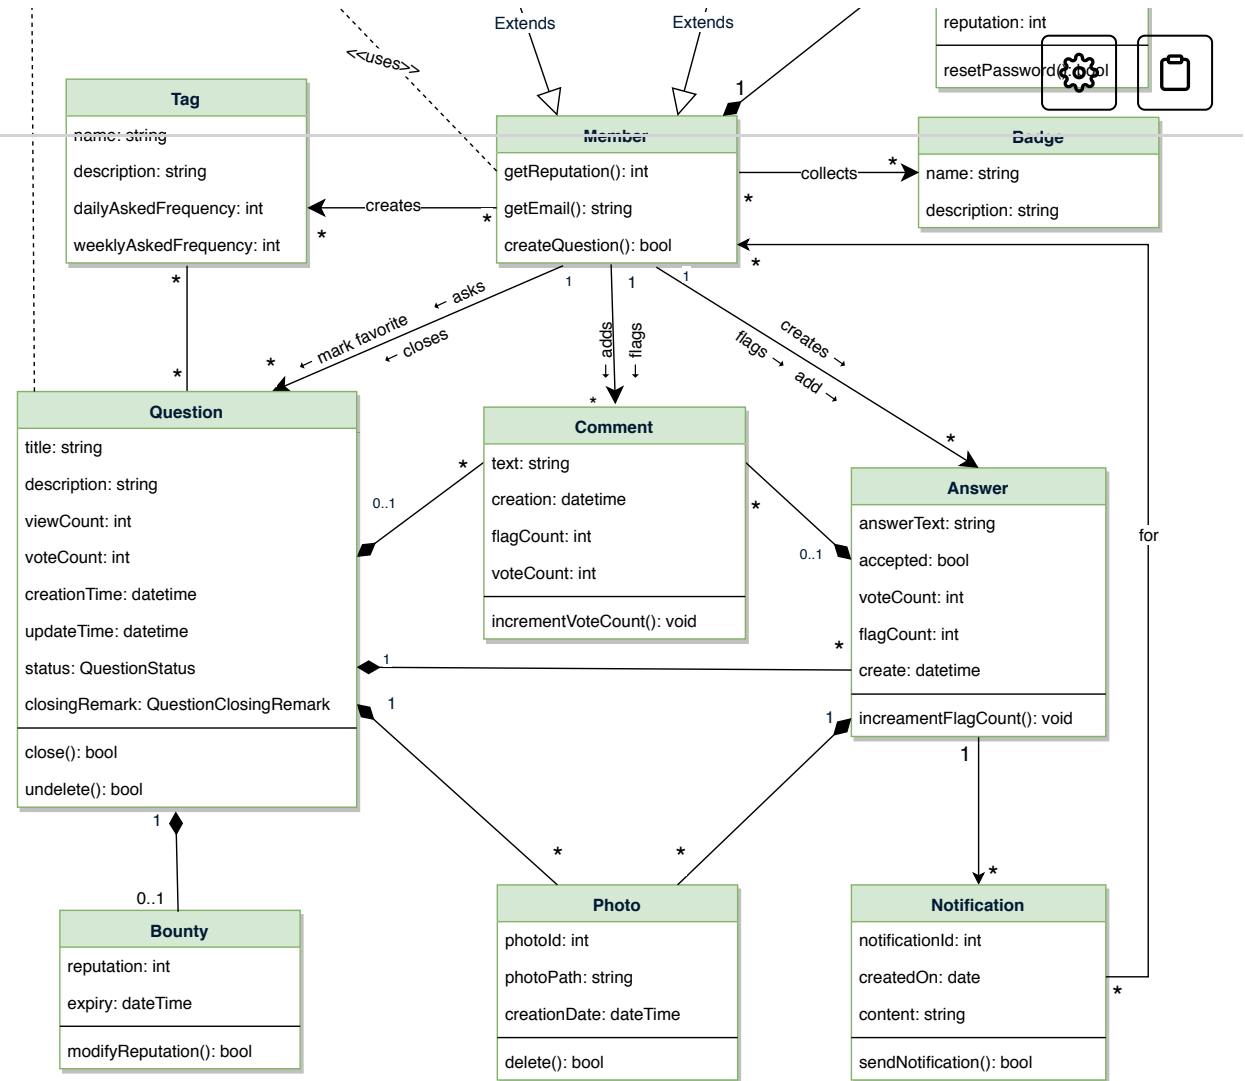 Extends
Extends
reputation: int
<<uses>>
resetPassword(): bool
1
Tag
name: string
description: string
dailyAskedFrequency: int
weeklyAskedFrequency: int
*
creates
*
Member
getReputation(): int
getEmail(): string
createQuestion(): bool
*
collects
*
*
Badge
name: string
description: string
*
1
1
1
← asks
← mark favorite
← closes
*
← adds
← flags
*
creates →
flags →
add →
*
*
Question
title: string
description: string
viewCount: int
voteCount: int
creationTime: datetime
updateTime: datetime
status: QuestionStatus
closingRemark: QuestionClosingRemark
close(): bool
undelete(): bool
*
0..1
Comment
text: string
creation: datetime
flagCount: int
voteCount: int
incrementVoteCount(): void
*
0..1
Answer
answerText: string
accepted: bool
voteCount: int
flagCount: int
create: datetime
increamentFlagCount(): void
for
1
*
1
1
1
*
*
*
1
0..1
Bounty
reputation: int
expiry: dateTime
modifyReputation(): bool
Photo
photoId: int
photoPath: string
creationDate: dateTime
delete(): bool
Notification
notificationId: int
createdOn: date
content: string
sendNotification(): bool
*